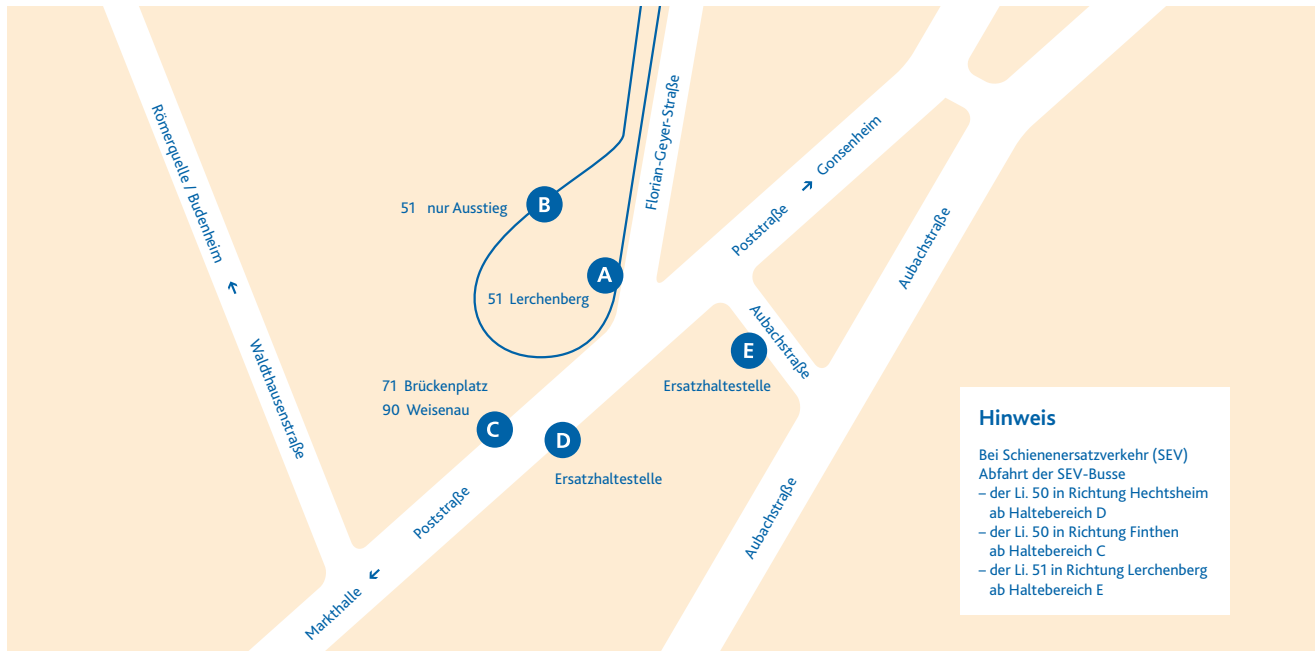 Römerquelle / Budenheim
Waldthausenstraße
Florian-Geyer-Straße
Gonsenheim
Poststraße
Aubachstraße
B
51 nur Ausstieg
A
51 Lerchenberg
Aubachstraße
E
Ersatzhaltestelle
71 Brückenplatz
90 Weisenau
C
D
Ersatzhaltestelle
Poststraße
Markthalle
Aubachstraße
Hinweis
Bei Schienenersatzverkehr (SEV)
Abfahrt der SEV-Busse
– der Li. 50 in Richtung Hechtsheim
ab Haltebereich D
– der Li. 50 in Richtung Finthen
ab Haltebereich C
– der Li. 51 in Richtung Lerchenberg
ab Haltebereich E